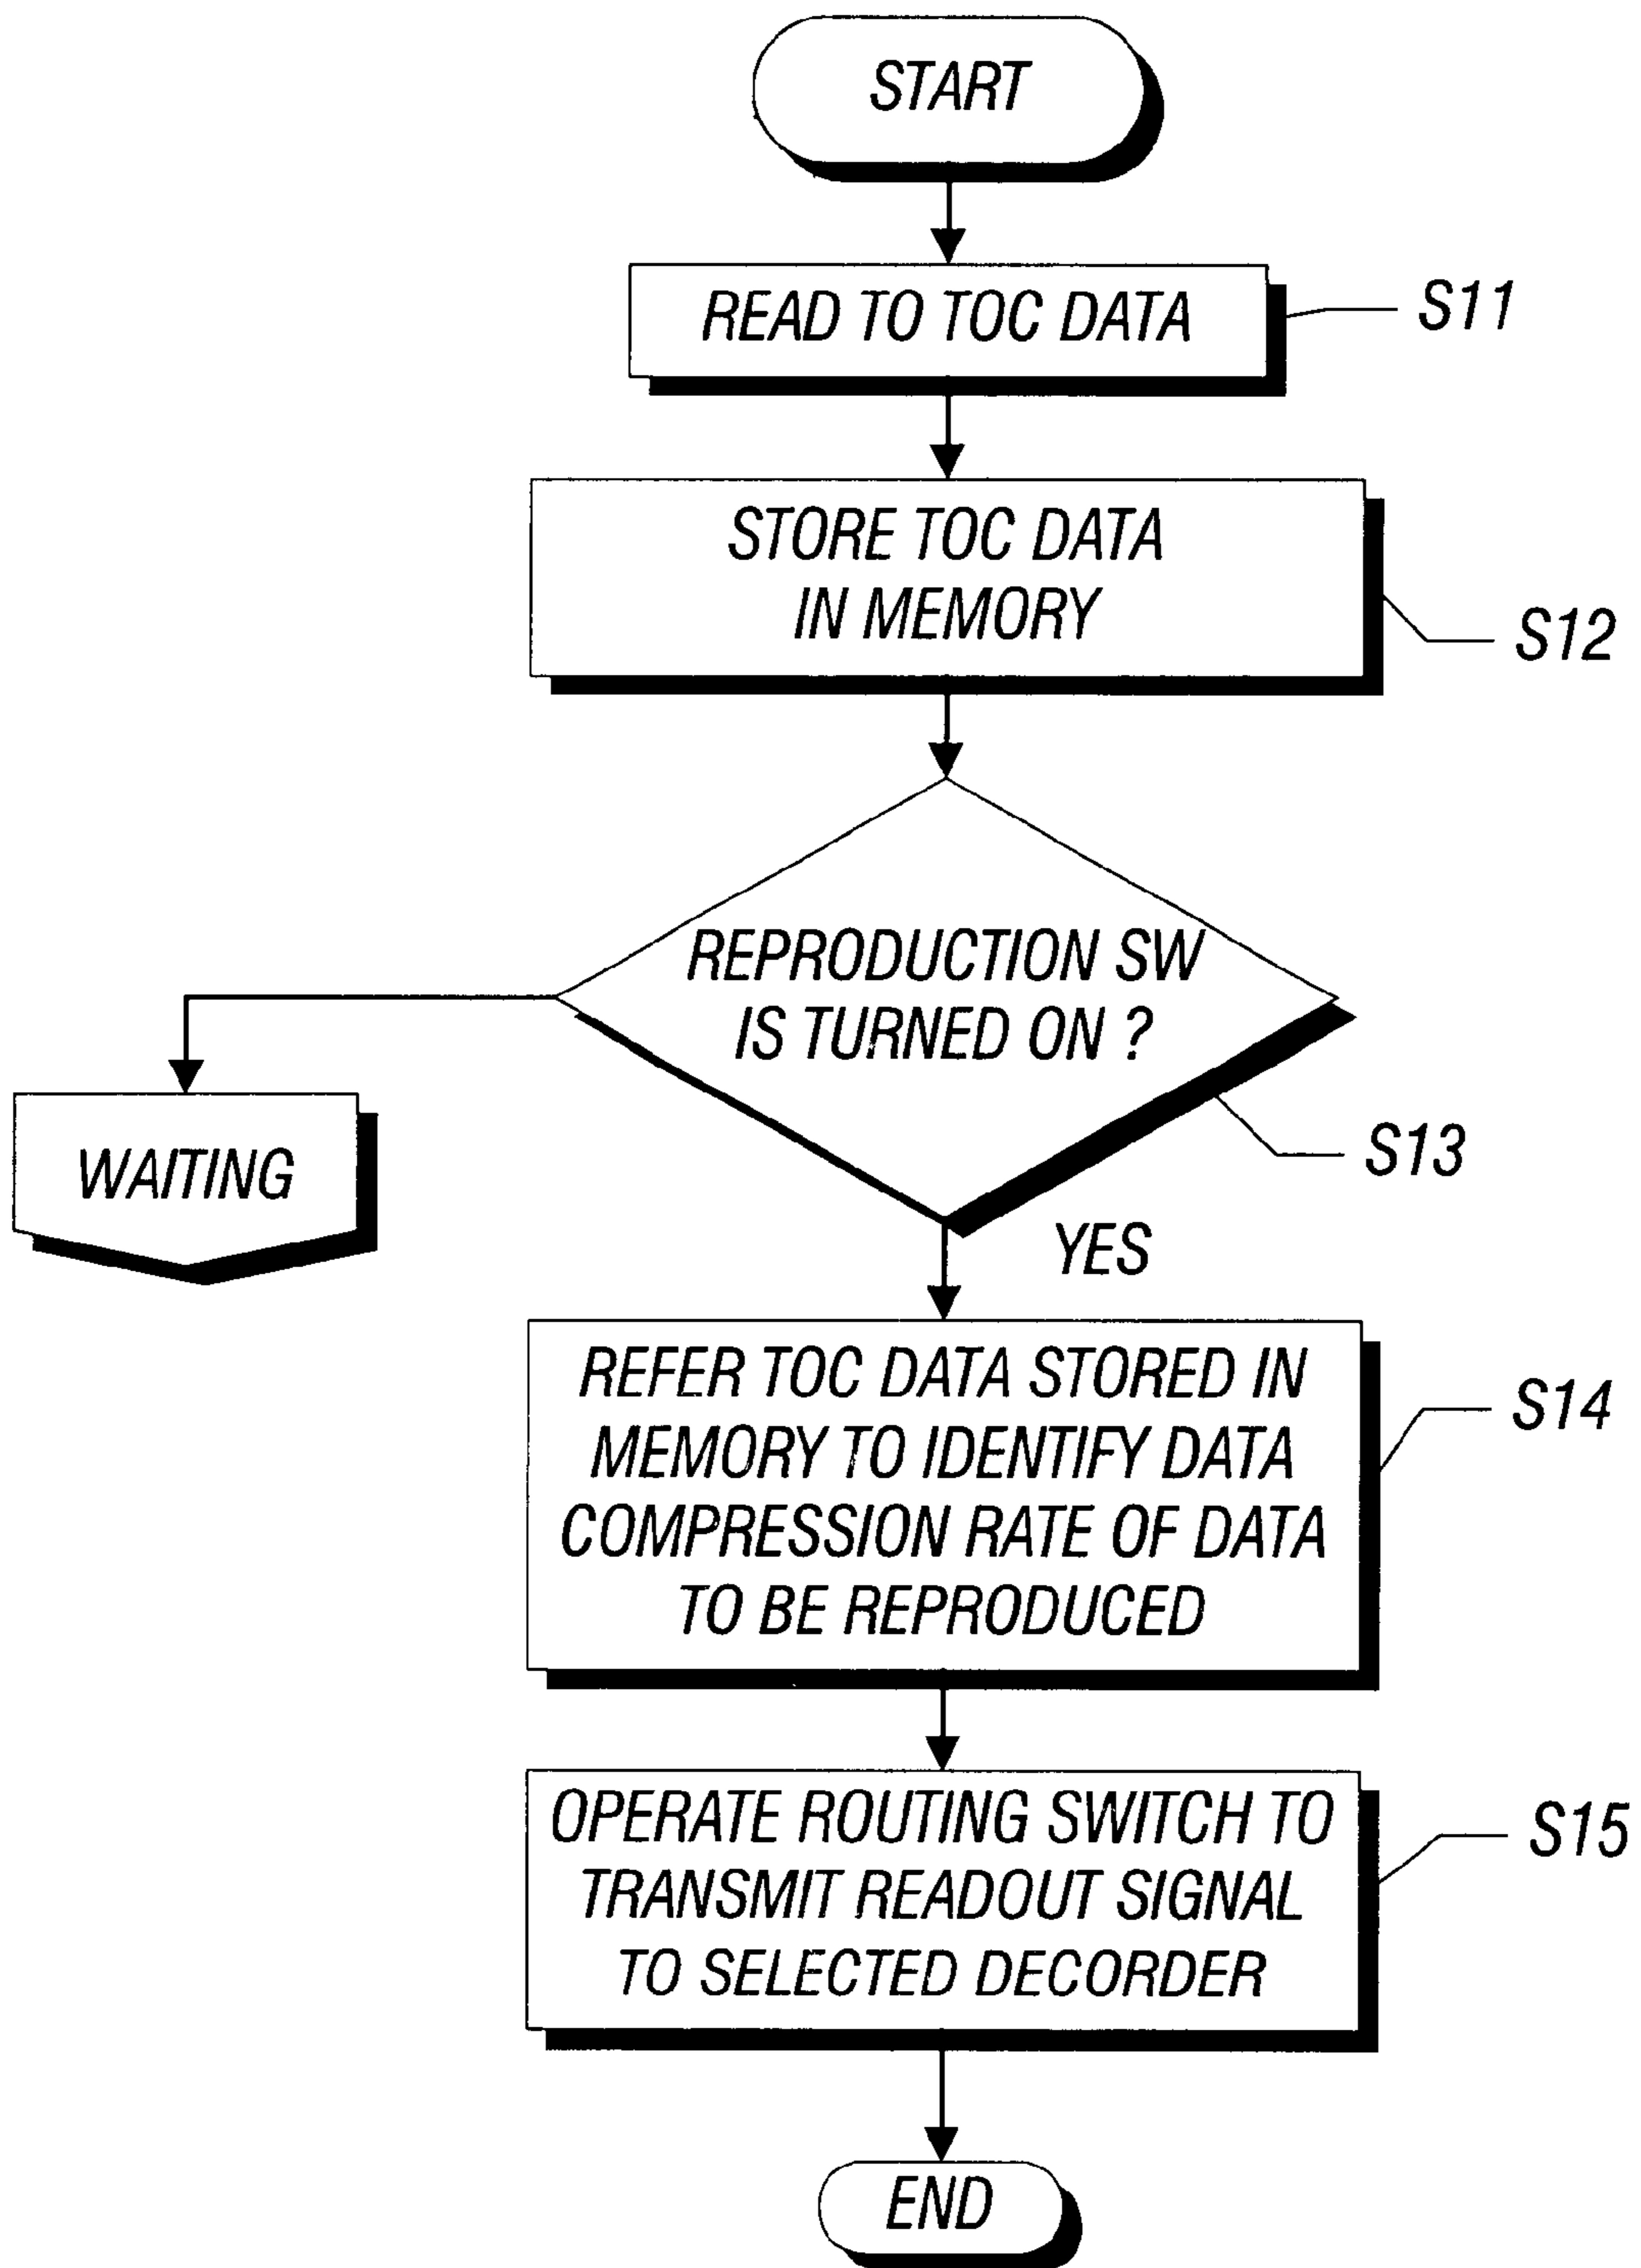 START
READ TO TOC DATA
S11
STORE TOC DATA
IN MEMORY
S12
REPRODUCTION SW
IS TURNED ON ?
S13
WAITING
YES
REFER TOC DATA STORED IN
MEMORY TO IDENTIFY DATA
COMPRESSION RATE OF DATA
TO BE REPRODUCED
S14
OPERATE ROUTING SWITCH TO
TRANSMIT READOUT SIGNAL
TO SELECTED DECORDER
S15
END